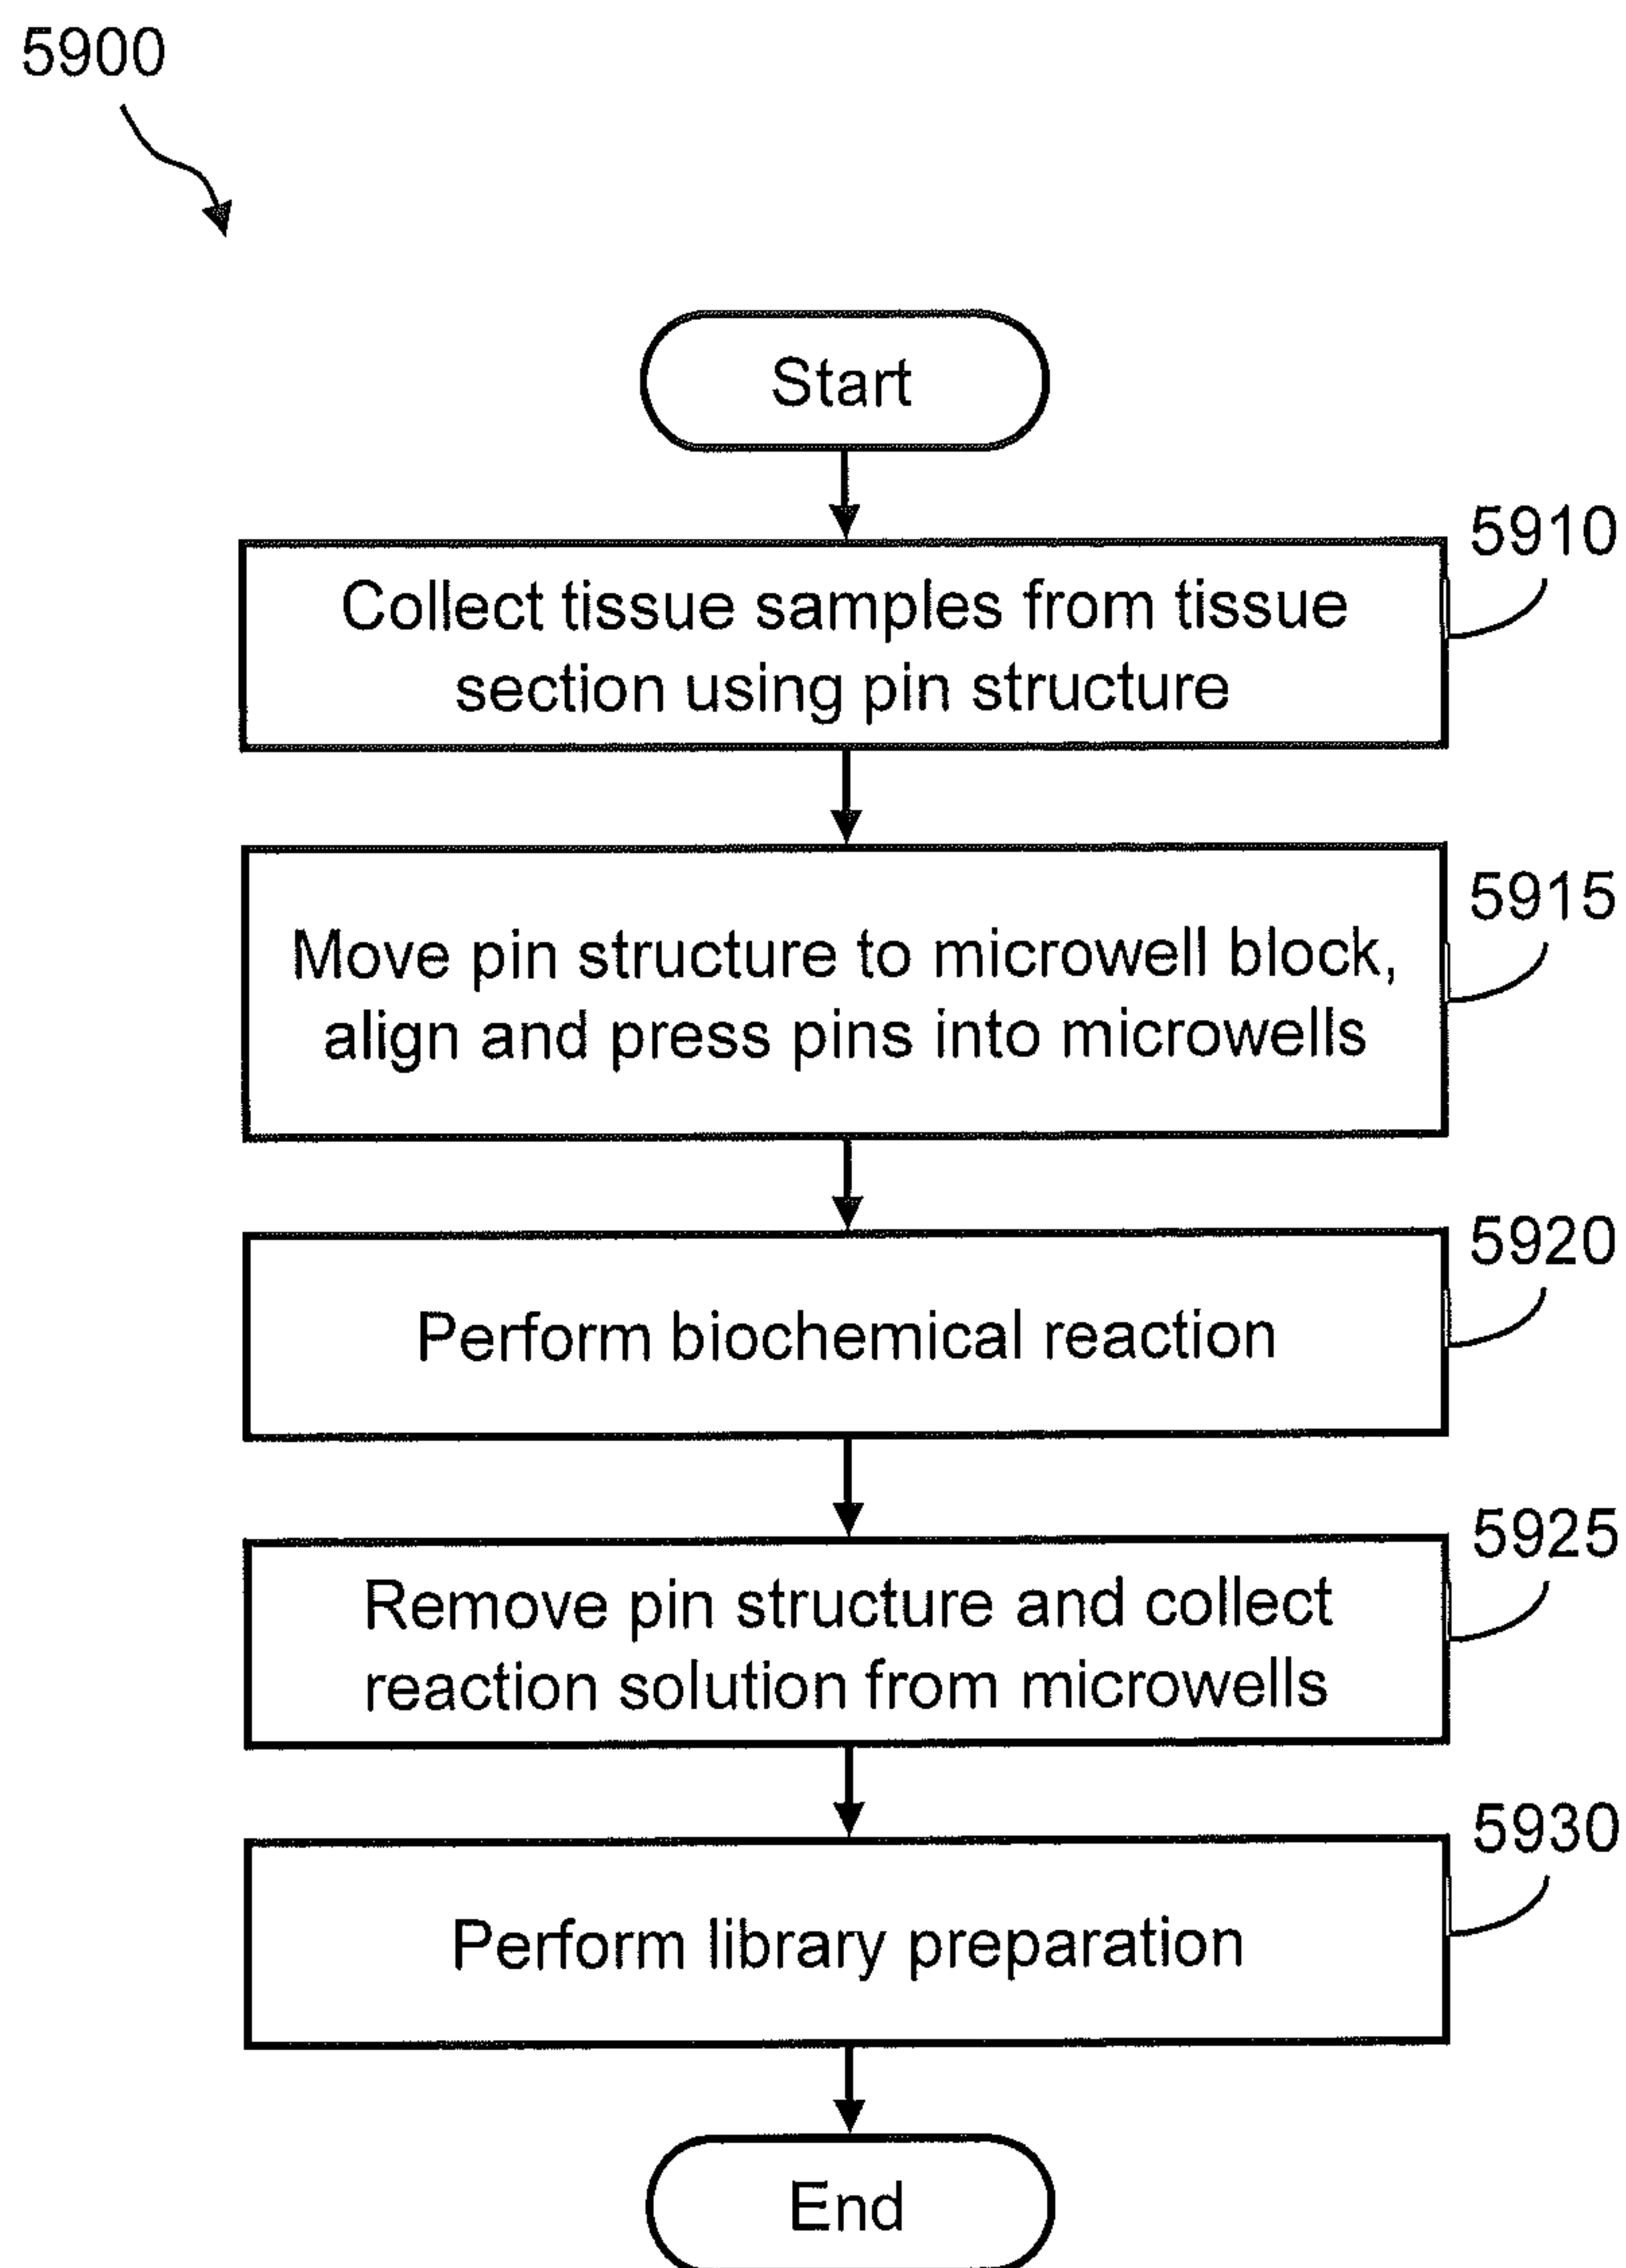 5900
Start
5910
Collect tissue samples from tissue
section using pin structure
5915
Move pin structure to microwell block,
align and press pins into microwells
5920
Perform biochemical reaction
5925
Remove pin structure and collect
reaction solution from microwells
5930
Perform library preparation
End